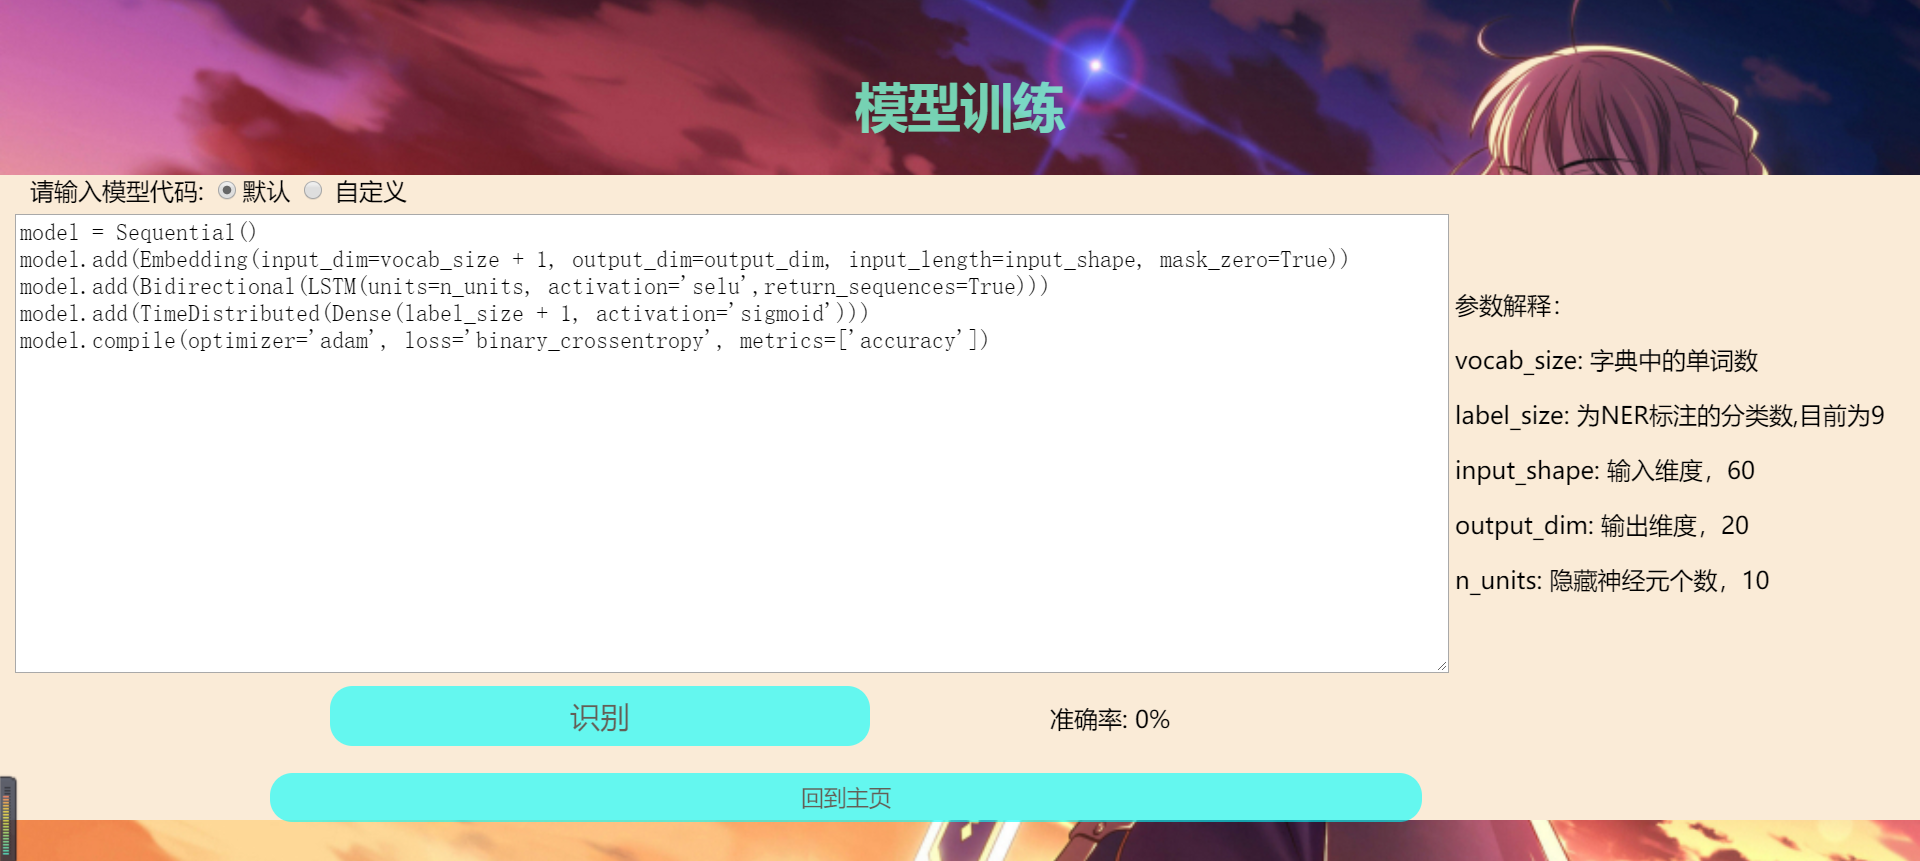 模型训练
请输入模型代码: 默认 自定义
model = Sequential()
model.add(Embedding(input_dim=vocab_size + 1, output_dim=output_dim, input_length=input_shape, mask_zero=True))
model.add(Bidirectional(LSTM(units=n_units, activation='selu',return_sequences=True)))
model.add(TimeDistributed(Dense(label_size + 1, activation='sigmoid')))
model.compile(optimizer='adam', loss='binary_crossentropy', metrics=['accuracy'])
参数解释：
vocab_size: 字典中的单词数
label_size: 为NER标注的分类数,目前为9
input_shape: 输入维度，60
output_dim: 输出维度，20
n_units: 隐藏神经元个数，10
识别
准确率: 0%
回到主页